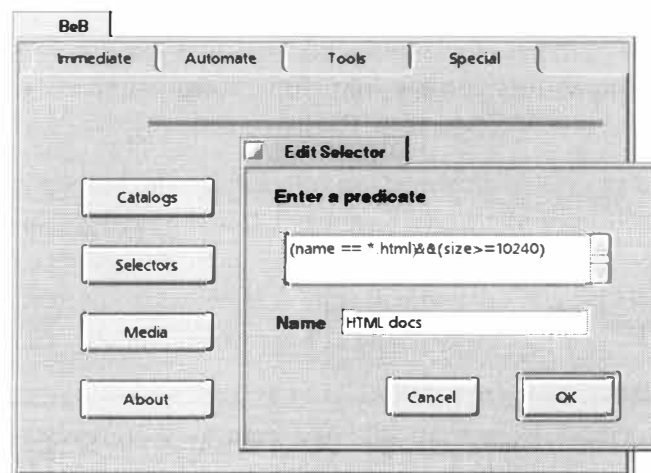 BeB
Immediate Automate Tools Special
Edit Selector
Enter a predicate
(name == *.html)&&(size>=10240)
Name HTML docs
Cancel OK
Catalogs
Selectors
Media
About